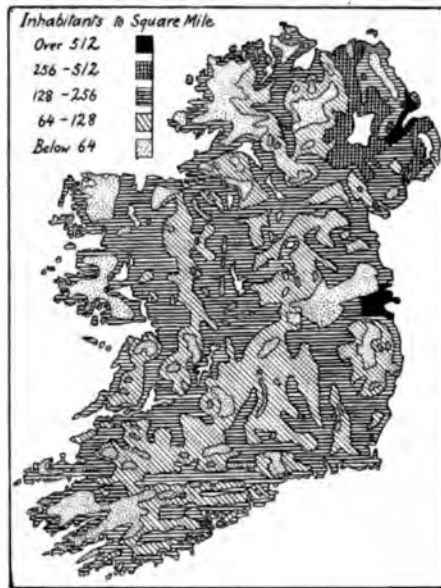 Inhabitants to Square Mile
Over 512
256 - 512
128 - 256
64 - 128
Below 64